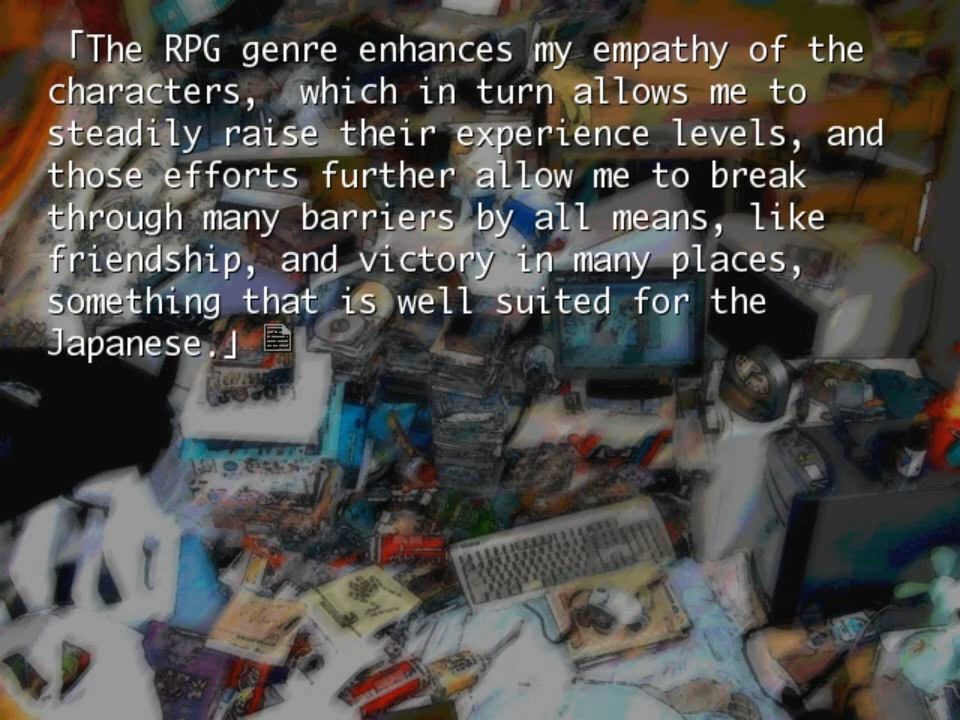 「The RPG genre enhances my empathy of the
characters,  which in turn allows me to
steadily raise their experience levels, and
those efforts further allow me to break
through many barriers by all means, like
friendship, and victory in many places,
something that is well suited for the
Japanese.」